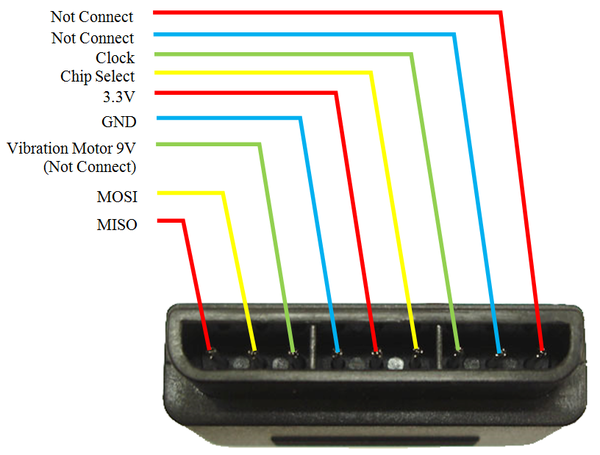 Not Connect
Not Connect
Clock
Chip Select
3.3V
GND
Vibration Motor 9V
(Not Connect)
MOSI
MISO